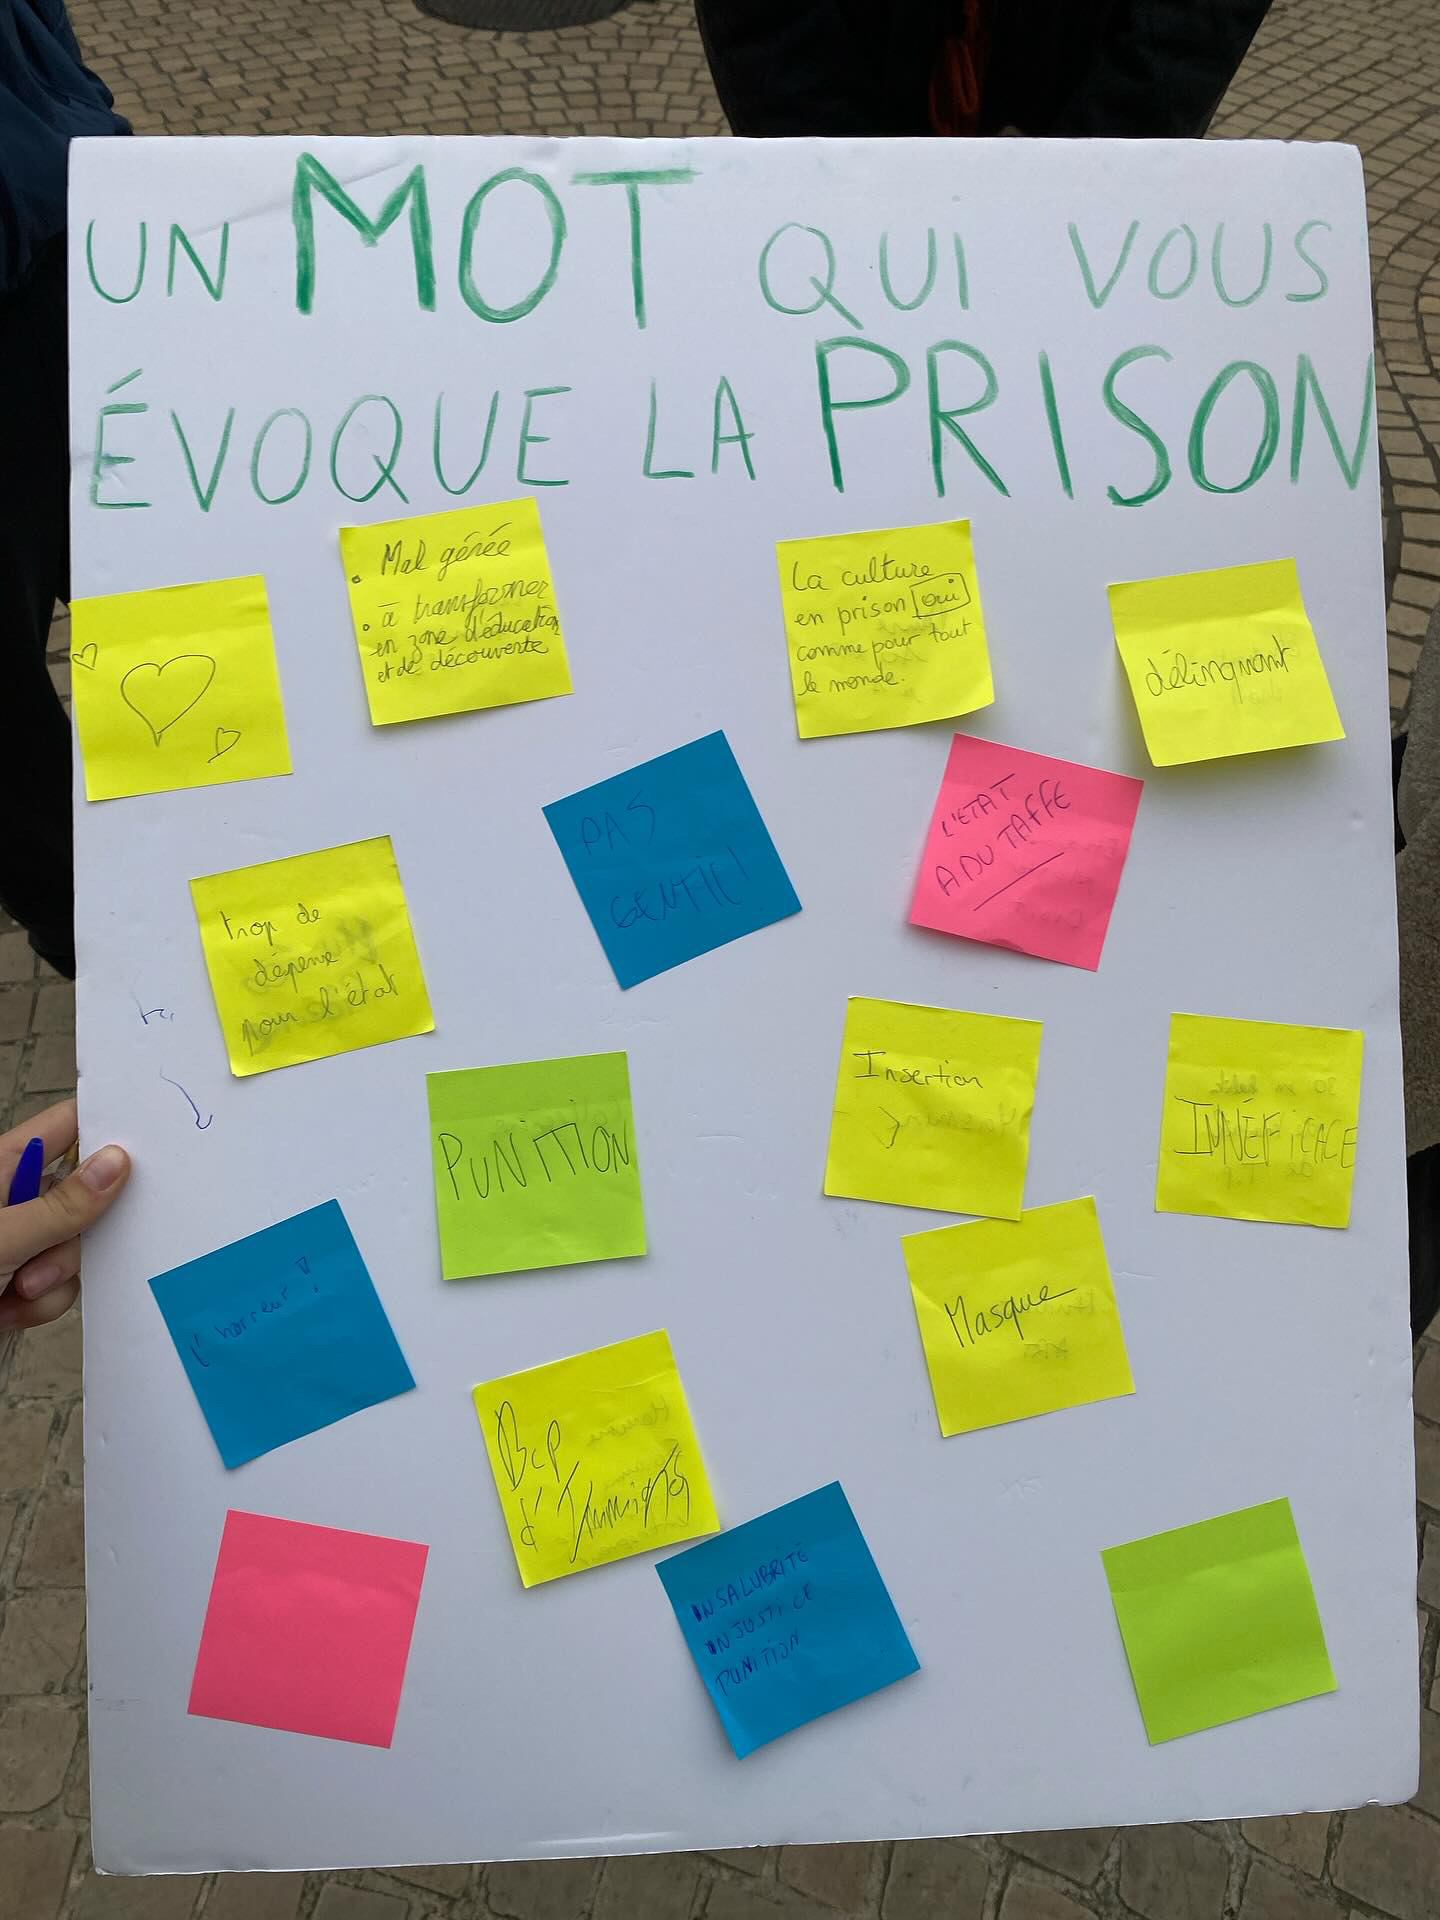 UN MOT QUI VOUS
ÉVOQUE LA PRISON
• Mal gérée
• à transformer
en zone d'éducation
et de découverte
La culture
en prison oui
comme pour tout
le monde.
délinquant
PAS
GENTIL!
L'ETAT
A DU TAFFE
trop de
dépense
pour l'état
Insertion
INNÉFICACE
PUNITION
l'horreur !
Masque
Bcp
d'Immigrés
INSALUBRITÉ
INJUSTICE
PUNITION